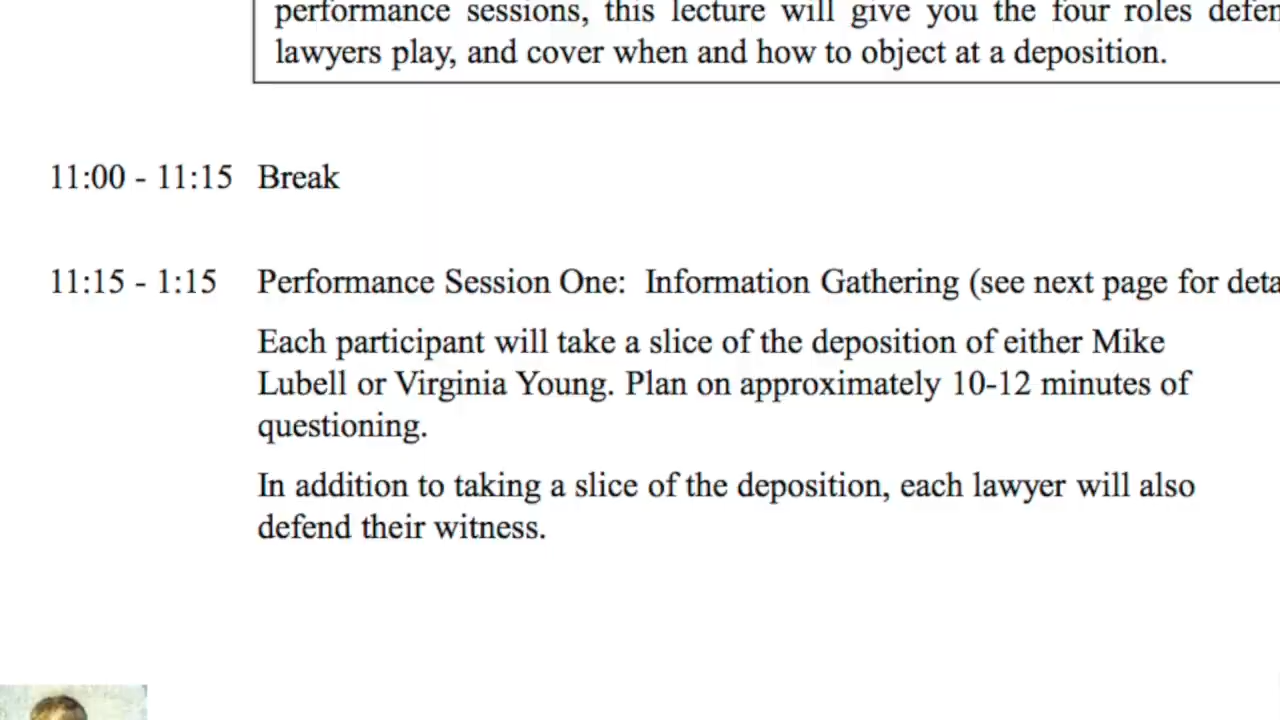 performance sessions, this lecture will give you the four roles
lawyers play, and cover when and how to object at a deposition.
11:00 - 11:15 Break
11:15 - 1:15 Performance Session One: Information Gathering (see next page for
Each participant will take a slice of the deposition of either Mike
Lubell or Virginia Young. Plan on approximately 10-12 minutes of
questioning.
In addition to taking a slice of the deposition, each lawyer will also
defend their witness.